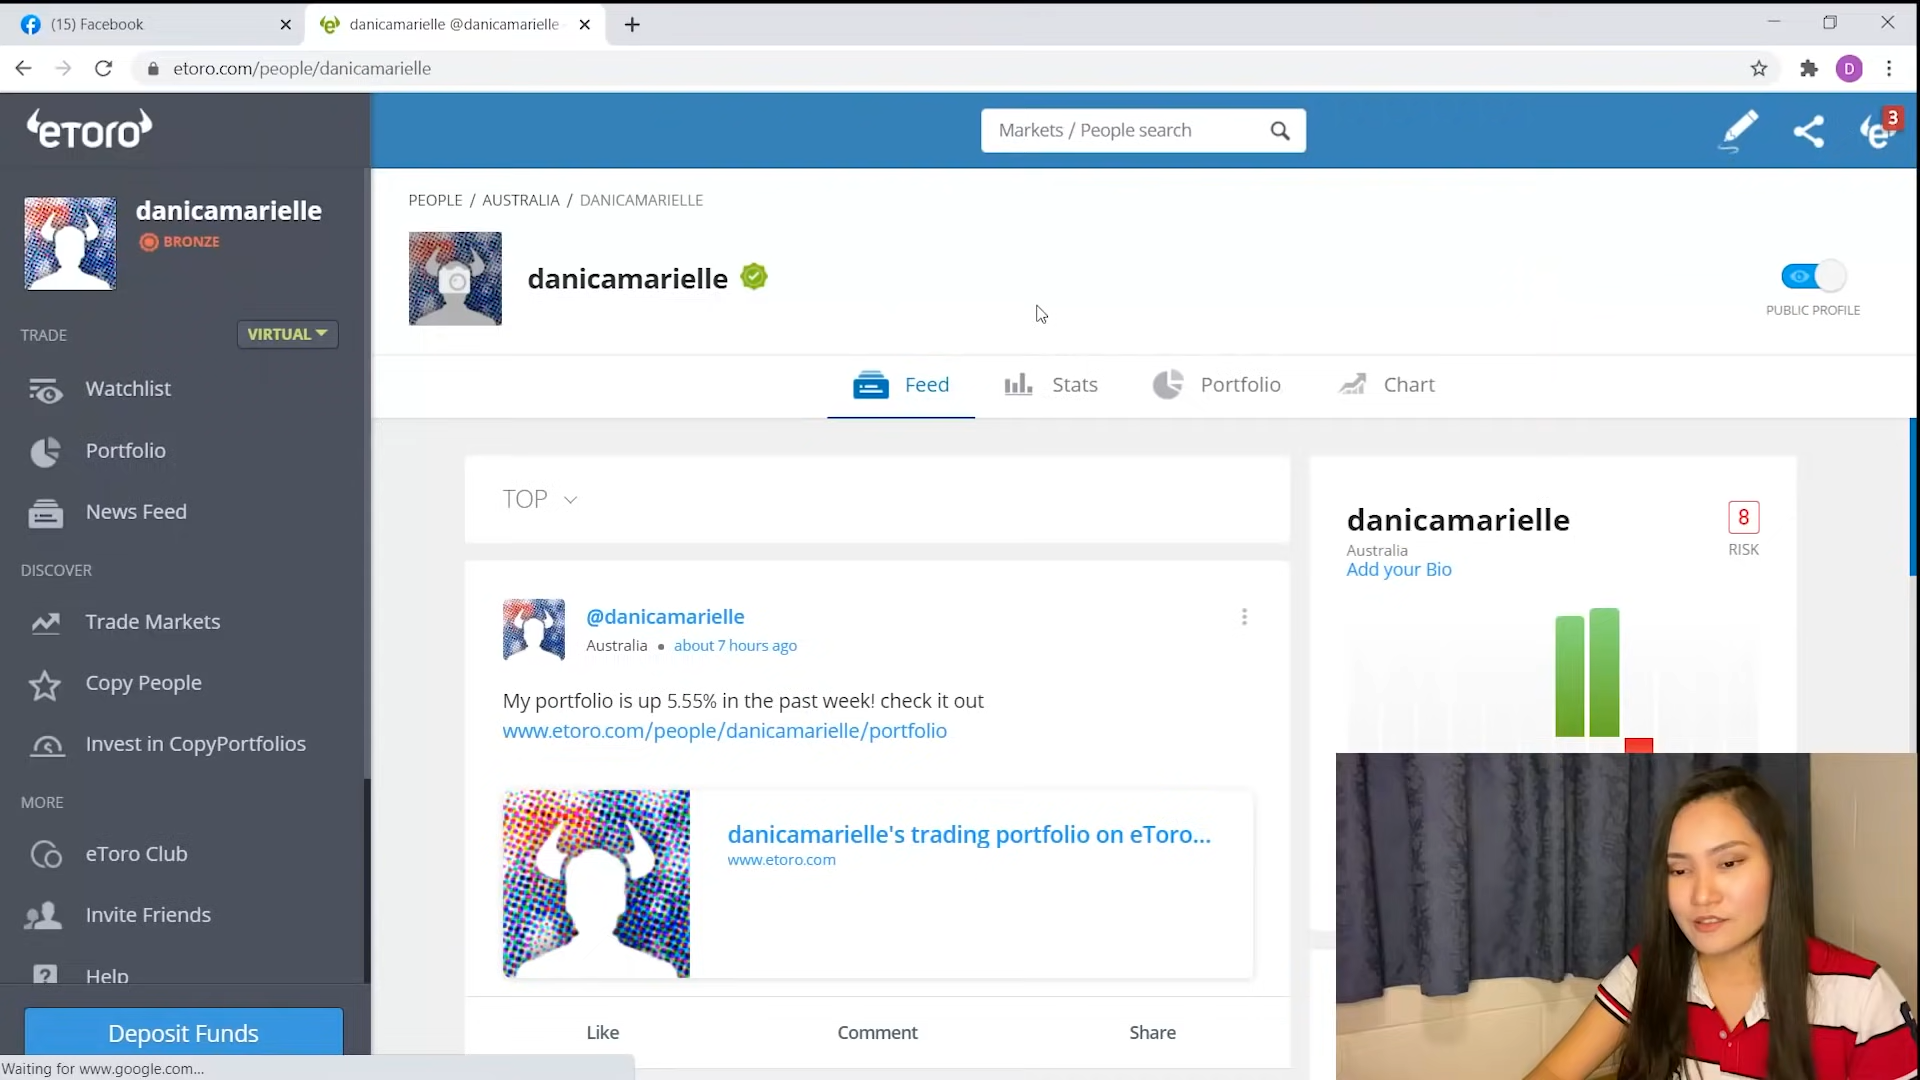 (15) Facebook
danicamarielle @danicamarielle
etoro.com/people/danicamarielle
D
eToro
Markets / People search
3
danicamarielle
BRONZE
TRADE
VIRTUAL
Watchlist
Portfolio
News Feed
DISCOVER
Trade Markets
Copy People
Invest in CopyPortfolios
MORE
eToro Club
Invite Friends
Help
Deposit Funds
Waiting for www.google.com...
PEOPLE / AUSTRALIA / DANICAMARIELLE
danicamarielle
PUBLIC PROFILE
Feed
Stats
Portfolio
Chart
TOP
@danicamarielle
Australia • about 7 hours ago
My portfolio is up 5.55% in the past week! check it out
www.etoro.com/people/danicamarielle/portfolio
danicamarielle's trading portfolio on eToro...
www.etoro.com
Like
Comment
Share
danicamarielle
8
Australia
RISK
Add your Bio